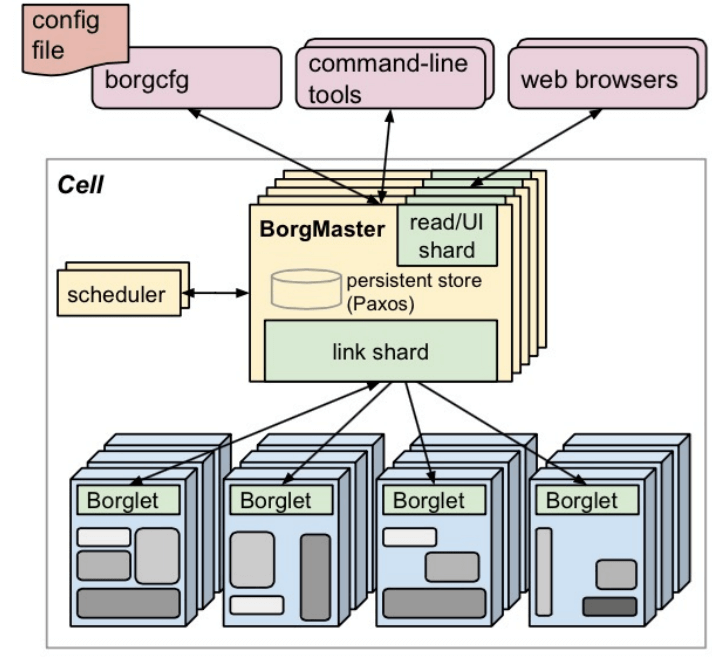 config
file
borgcfg
command-line
tools
web browsers
Cell
BorgMaster
read/UI
shard
persistent store
(Paxos)
scheduler
link shard
Borglet
Borglet
Borglet
Borglet